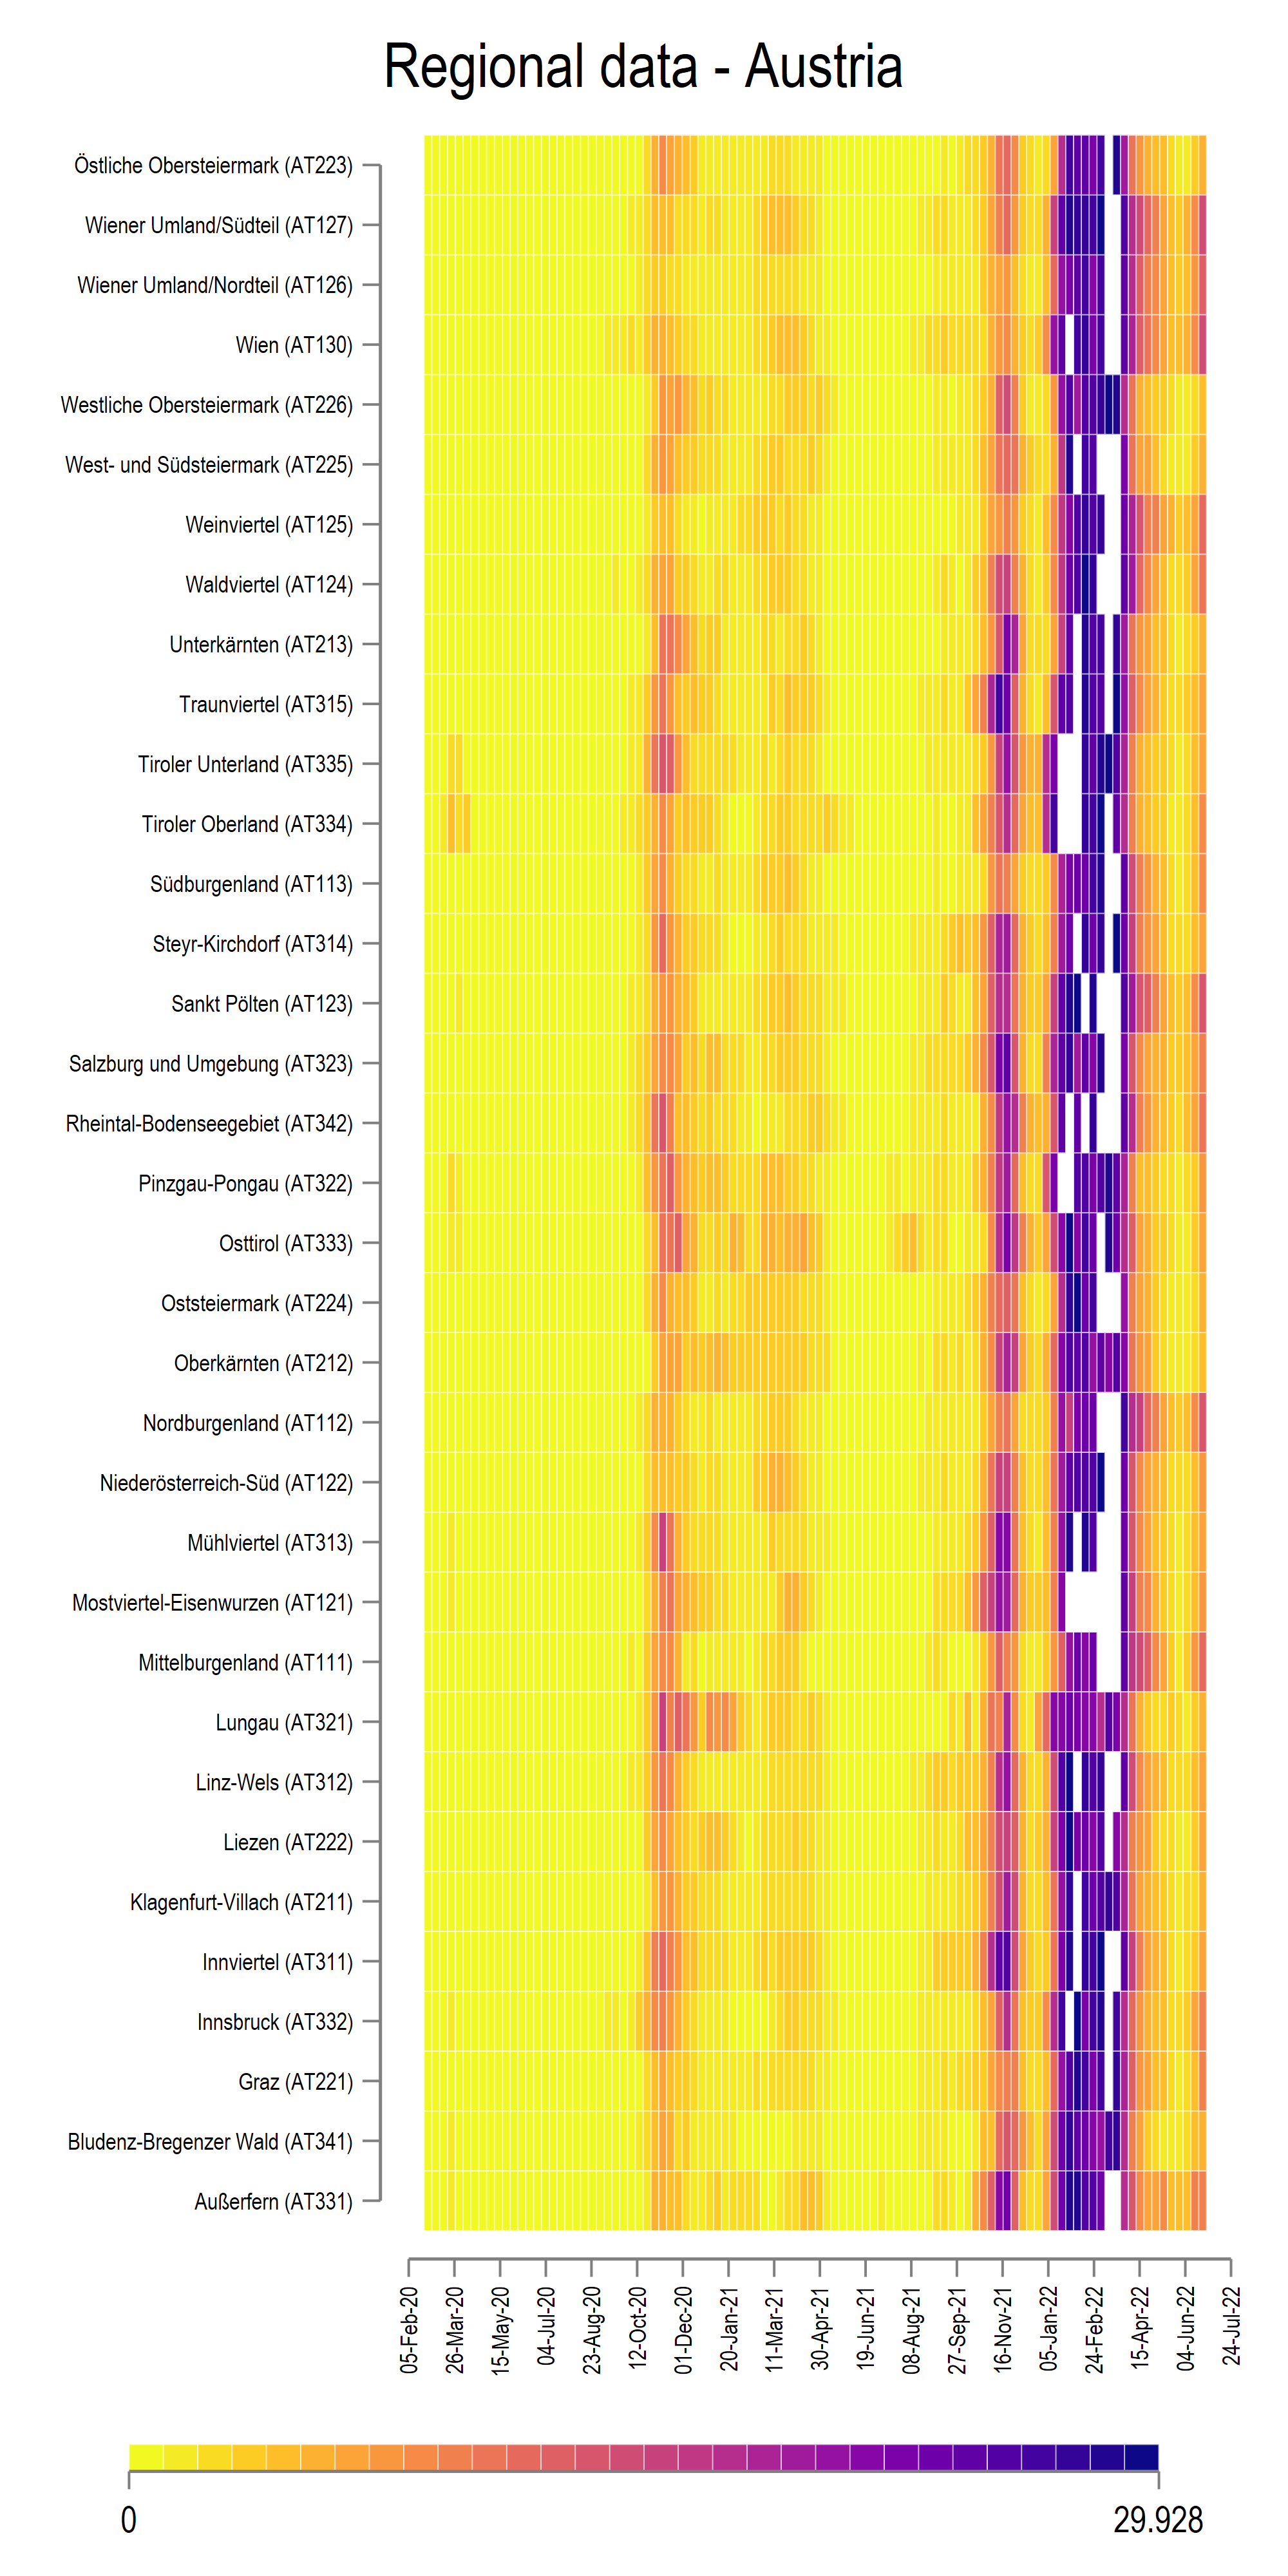 Regional data - Austria
Östliche Obersteiermark (AT223)
Wiener Umland/Südteil (AT127)
Wiener Umland/Nordteil (AT126)
Wien (AT130)
Westliche Obersteiermark (AT226)
West- und Südsteiermark (AT225)
Weinviertel (AT125)
Waldviertel (AT124)
Unterkärnten (AT213)
Traunviertel (AT315)
Tiroler Unterland (AT335)
Tiroler Oberland (AT334)
Südburgenland (AT113)
Steyr-Kirchdorf (AT314)
Sankt Pölten (AT123)
Salzburg und Umgebung (AT323)
Rheintal-Bodenseegebiet (AT342)
Pinzgau-Pongau (AT322)
Osttirol (AT333)
Oststeiermark (AT224)
Oberkärnten (AT212)
Nordburgenland (AT112)
Niederösterreich-Süd (AT122)
Mühlviertel (AT313)
Mostviertel-Eisenwurzen (AT121)
Mittelburgenland (AT111)
Lungau (AT321)
Linz-Wels (AT312)
Liezen (AT222)
Klagenfurt-Villach (AT211)
Innviertel (AT311)
Innsbruck (AT332)
Graz (AT221)
Bludenz-Bregenzer Wald (AT341)
Außerfern (AT331)
05-Feb-20
26-Mar-20
15-May-20
04-Jul-20
23-Aug-20
12-Oct-20
01-Dec-20
20-Jan-21
11-Mar-21
30-Apr-21
19-Jun-21
08-Aug-21
27-Sep-21
16-Nov-21
05-Jan-22
24-Feb-22
15-Apr-22
04-Jun-22
24-Jul-22
0
29.928